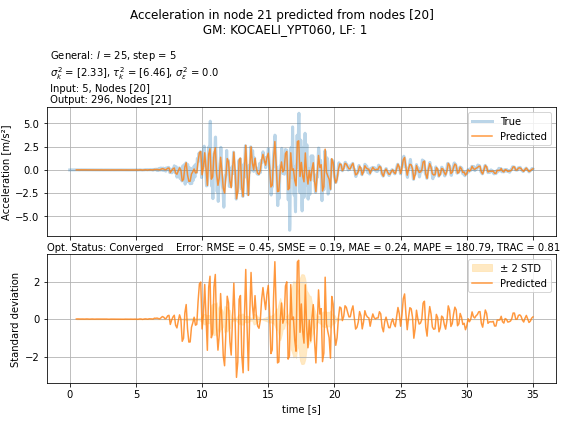 Acceleration in node 21 predicted from nodes [20]
GM: KOCAELI_YPT060, LF: 1
General: l = 25, step = 5
σ²ₖ = [2.33], τ²ₖ = [6.46], σ²ε = 0.0
Input: 5, Nodes [20]
Output: 296, Nodes [21]
Acceleration [m/s²]
5.0
2.5
0.0
−2.5
−5.0
True
Predicted
Opt. Status: Converged    Error: RMSE = 0.45, SMSE = 0.19, MAE = 0.24, MAPE = 180.79, TRAC = 0.81
Standard deviation
2
0
−2
± 2 STD
Predicted
0 5 10 15 20 25 30 35
time [s]